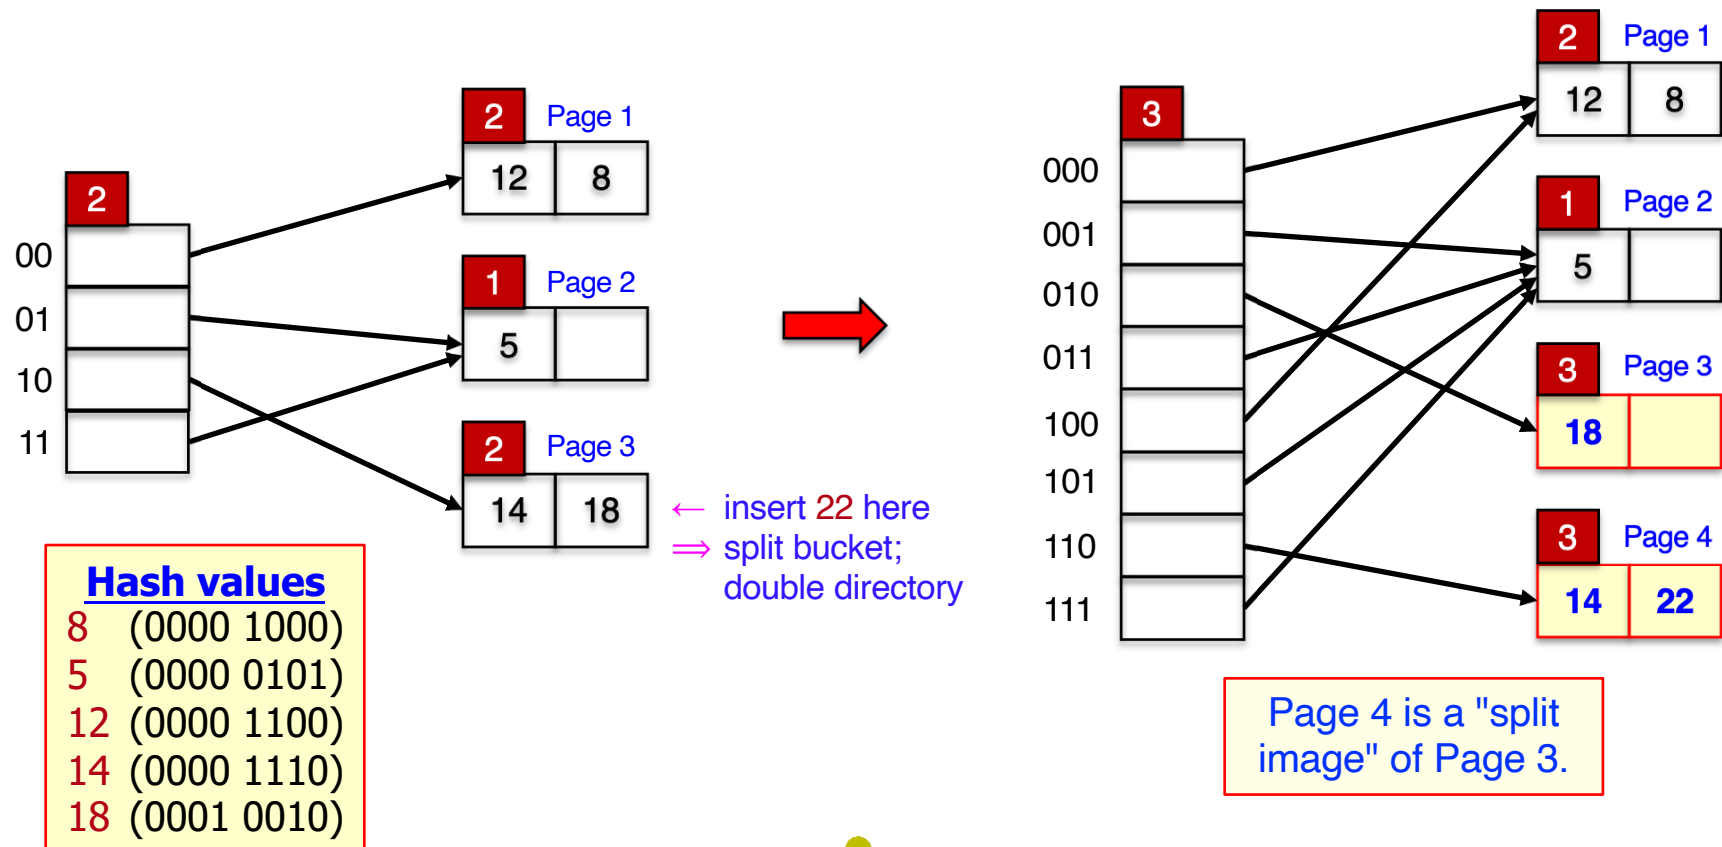 2
00
01
10
11
2 Page 1
12 8
1 Page 2
5
2 Page 3
14 18
← insert 22 here
⇒ split bucket;
double directory
Hash values
8 (0000 1000)
5 (0000 0101)
12 (0000 1100)
14 (0000 1110)
18 (0001 0010)
3
000
001
010
011
100
101
110
111
2 Page 1
12 8
1 Page 2
5
3 Page 3
18
3 Page 4
14 22
Page 4 is a "split
image" of Page 3.